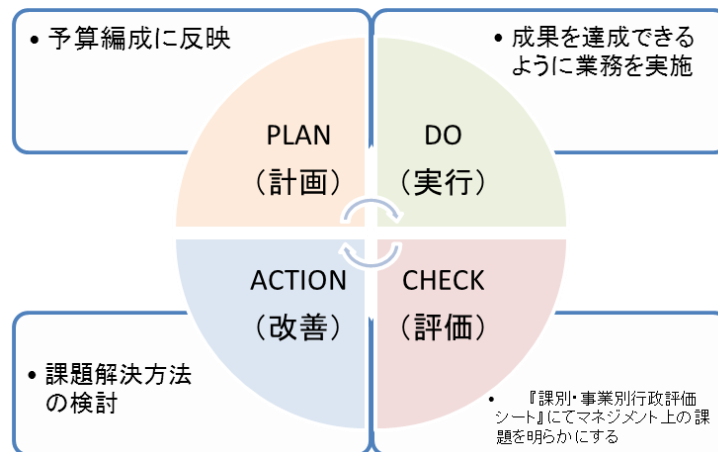 • 予算編成に反映
• 成果を達成できる
ように業務を実施
PLAN
（計画）
DO
（実行）
ACTION
（改善）
CHECK
（評価）
• 課題解決方法
の検討
• 『課別・事業別行政評価
シート』にてマネジメント上の課
題を明らかにする